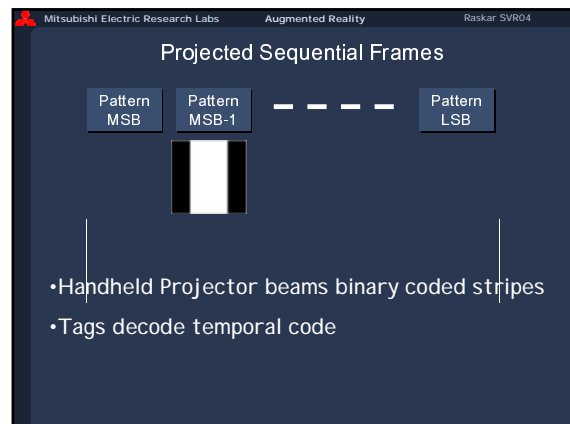 Mitsubishi Electric Research Labs Augmented Reality Raskar SVR04
Projected Sequential Frames
Pattern MSB
Pattern MSB-1
Pattern LSB
•Handheld Projector beams binary coded stripes
•Tags decode temporal code